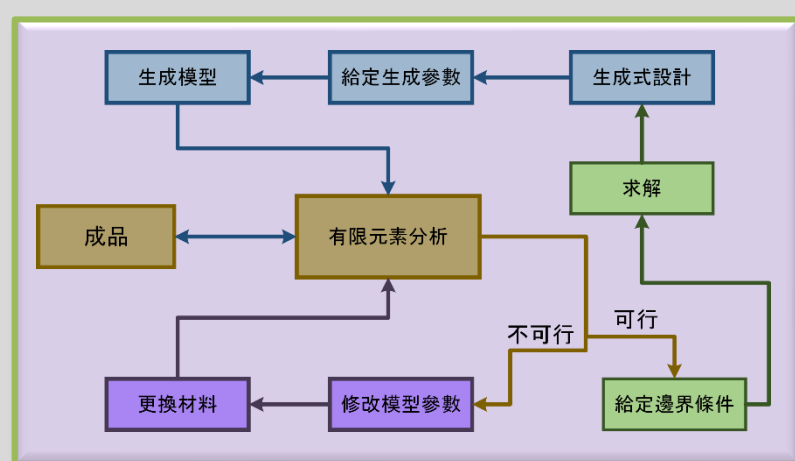 生成模型
給定生成參數
生成式設計
求解
成品
有限元素分析
不可行
可行
更換材料
修改模型參數
給定邊界條件